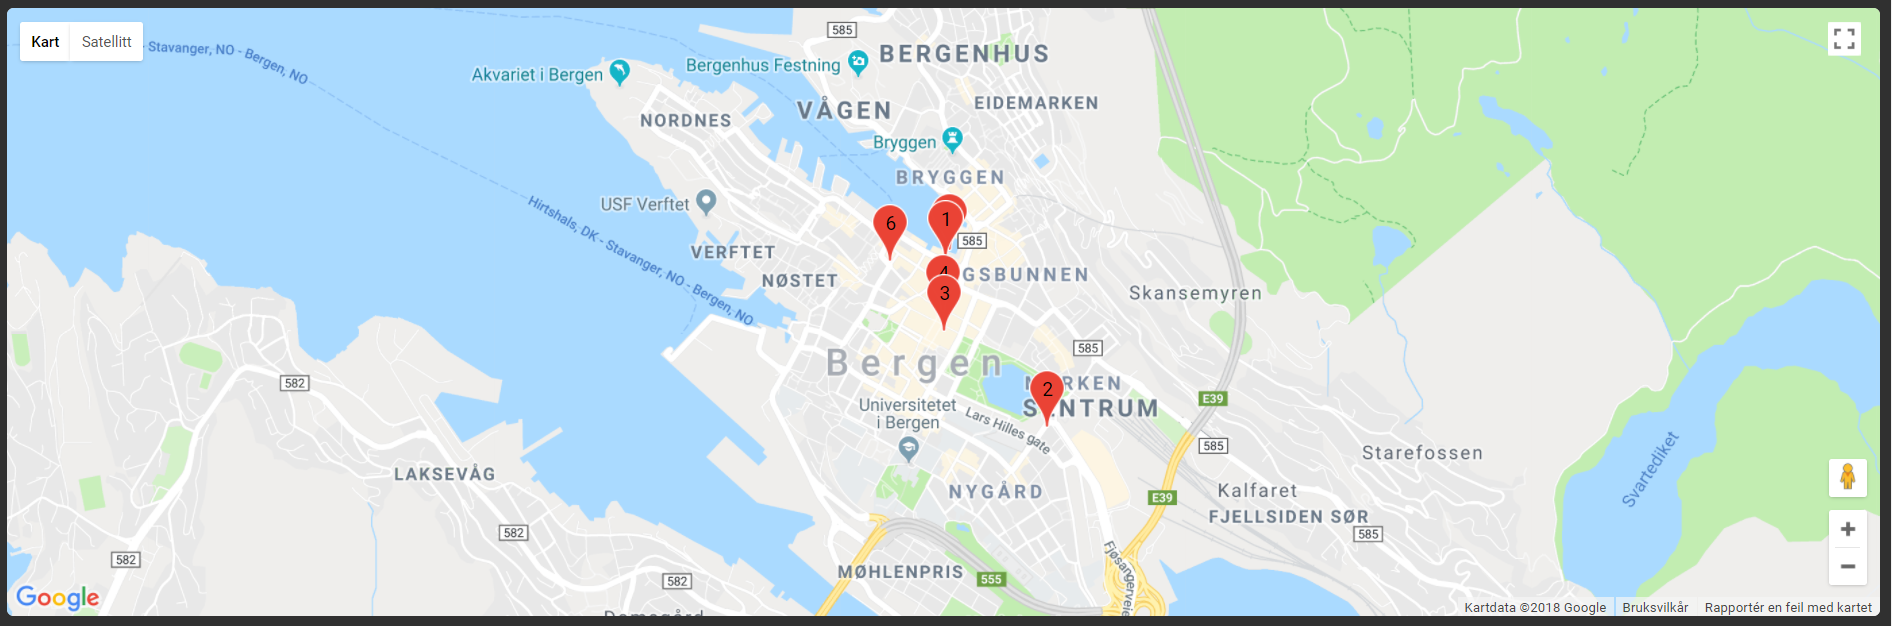 Kart
Satellitt
Stavanger, NO - Bergen, NO
Akvariet i Bergen
Bergenhus Festning
585
BERGENHUS
VÅGEN
EIDEMARKEN
NORDNES
Bryggen
BRYGGEN
USF Verftet
Hirtshals, DK - Stavanger, NO - Bergen, NO
6
1
585
VERFTET
NØSTET
4
GSBUNNEN
3
Skansemyren
Bergen
585
2
RKEN
SENTRUM
582
Universitetet
i Bergen
Lars Hilles gate
E39
585
Starefossen
Svartediket
LAKSEVÅG
NYGÅRD
E39
Kalfaret
FJELLSIDEN SØR
585
582
582
582
MØHLENPRIS
555
Google
Kartdata ©2018 Google
Bruksvilkår
Rapportér en feil med kartet